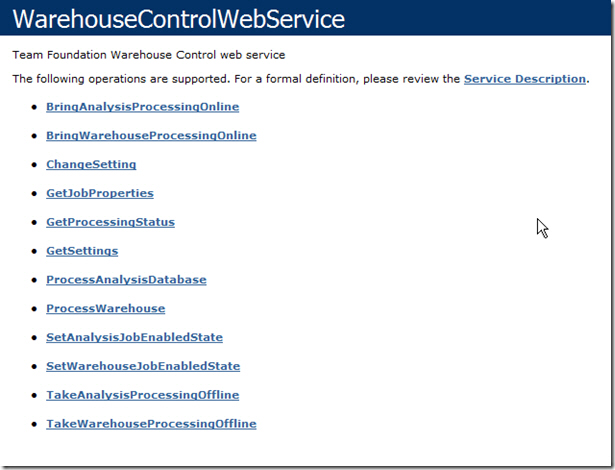 WarehouseControlWebService
Team Foundation Warehouse Control web service
The following operations are supported. For a formal definition, please review the Service Description.
BringAnalysisProcessingOnline
BringWarehouseProcessingOnline
ChangeSetting
GetJobProperties
GetProcessingStatus
GetSettings
ProcessAnalysisDatabase
ProcessWarehouse
SetAnalysisJobEnabledState
SetWarehouseJobEnabledState
TakeAnalysisProcessingOffline
TakeWarehouseProcessingOffline